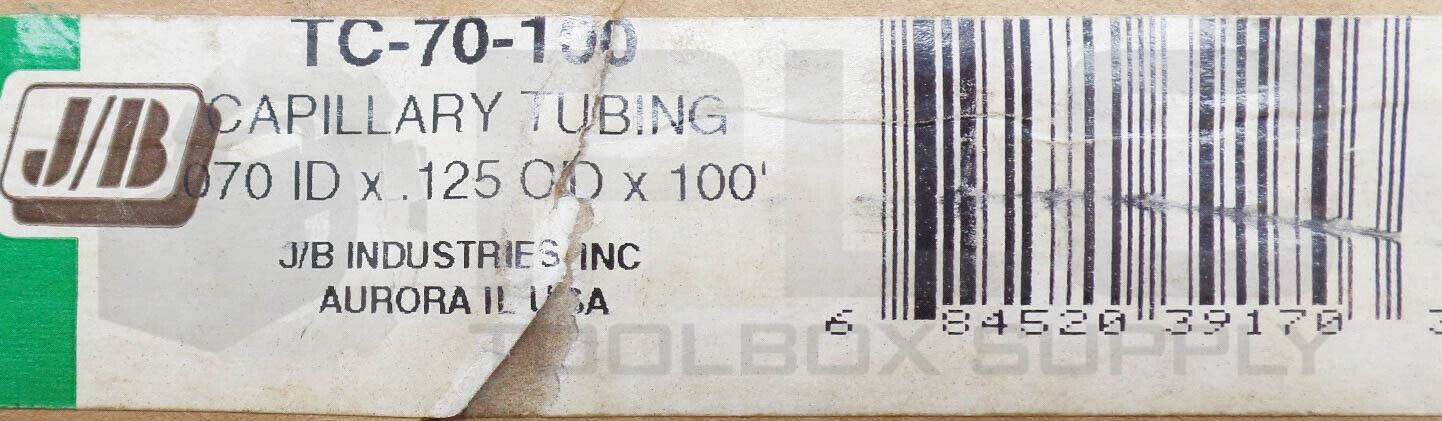 TC-70-100
J/B
CAPILLARY TUBING
.070 ID x .125 OD x 100'
J/B INDUSTRIES, INC
AURORA IL USA
6 84520 39170
PLC
TOOLBOX SUPPLY